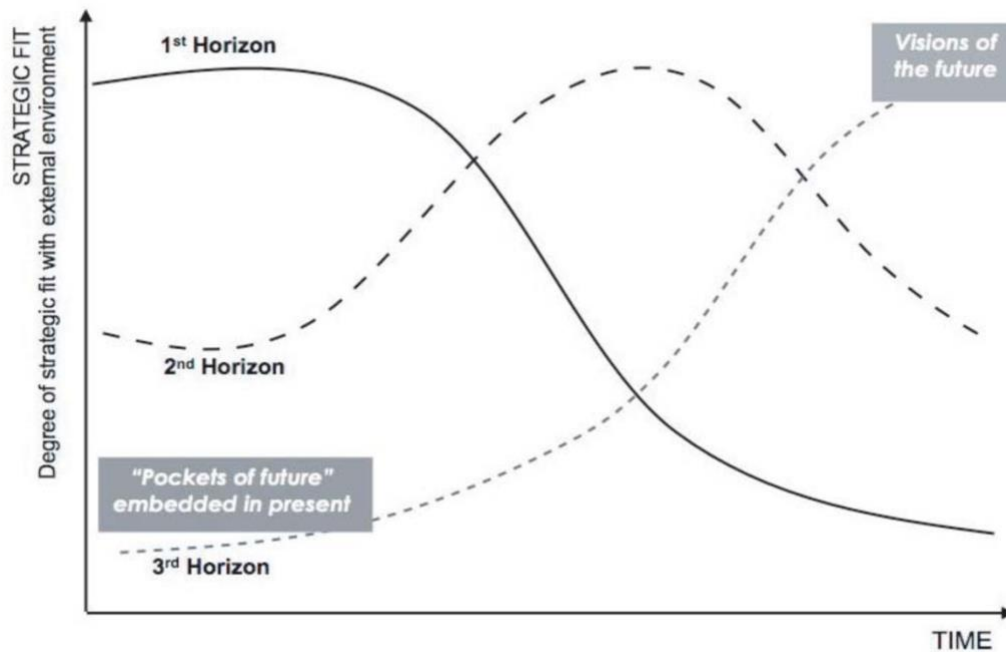 STRATEGIC FIT
Degree of strategic fit with external environment
1st Horizon
Visions of
the future
2nd Horizon
“Pockets of future”
embedded in present
3rd Horizon
TIME